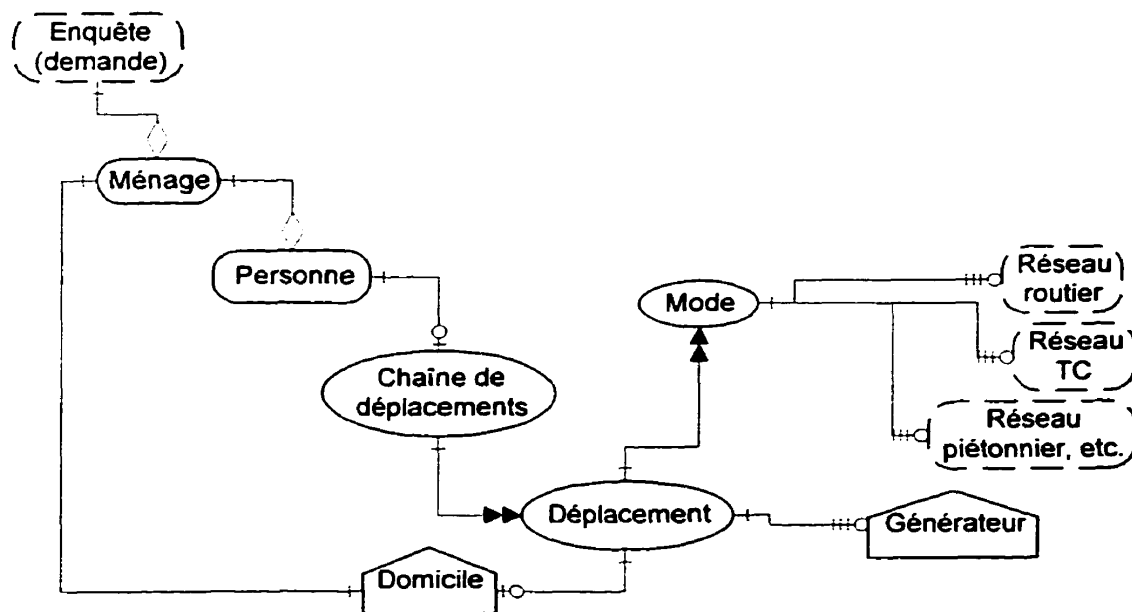 Enquête
(demande)
Ménage
Personne
Chaîne de
déplacements
Mode
Réseau
routier
Réseau
TC
Réseau
piétonnier, etc.
Déplacement
Générateur
Domicile